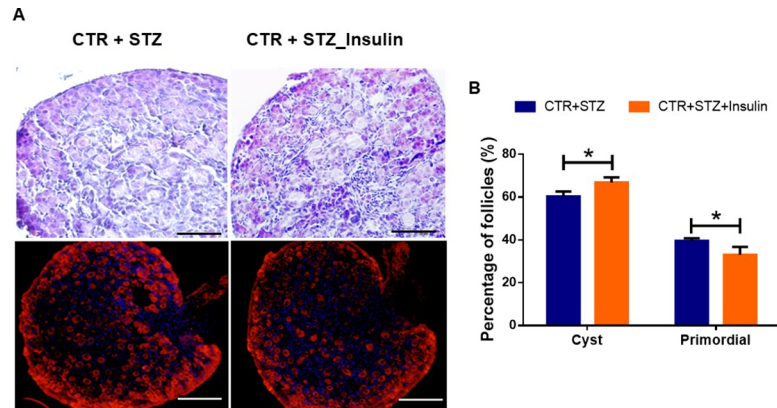 A
CTR + STZ
CTR + STZ_Insulin
B
CTR+STZ
CTR+STZ+Insulin
Percentage of follicles (%)
80
60
40
20
0
*
*
Cyst
Primordial